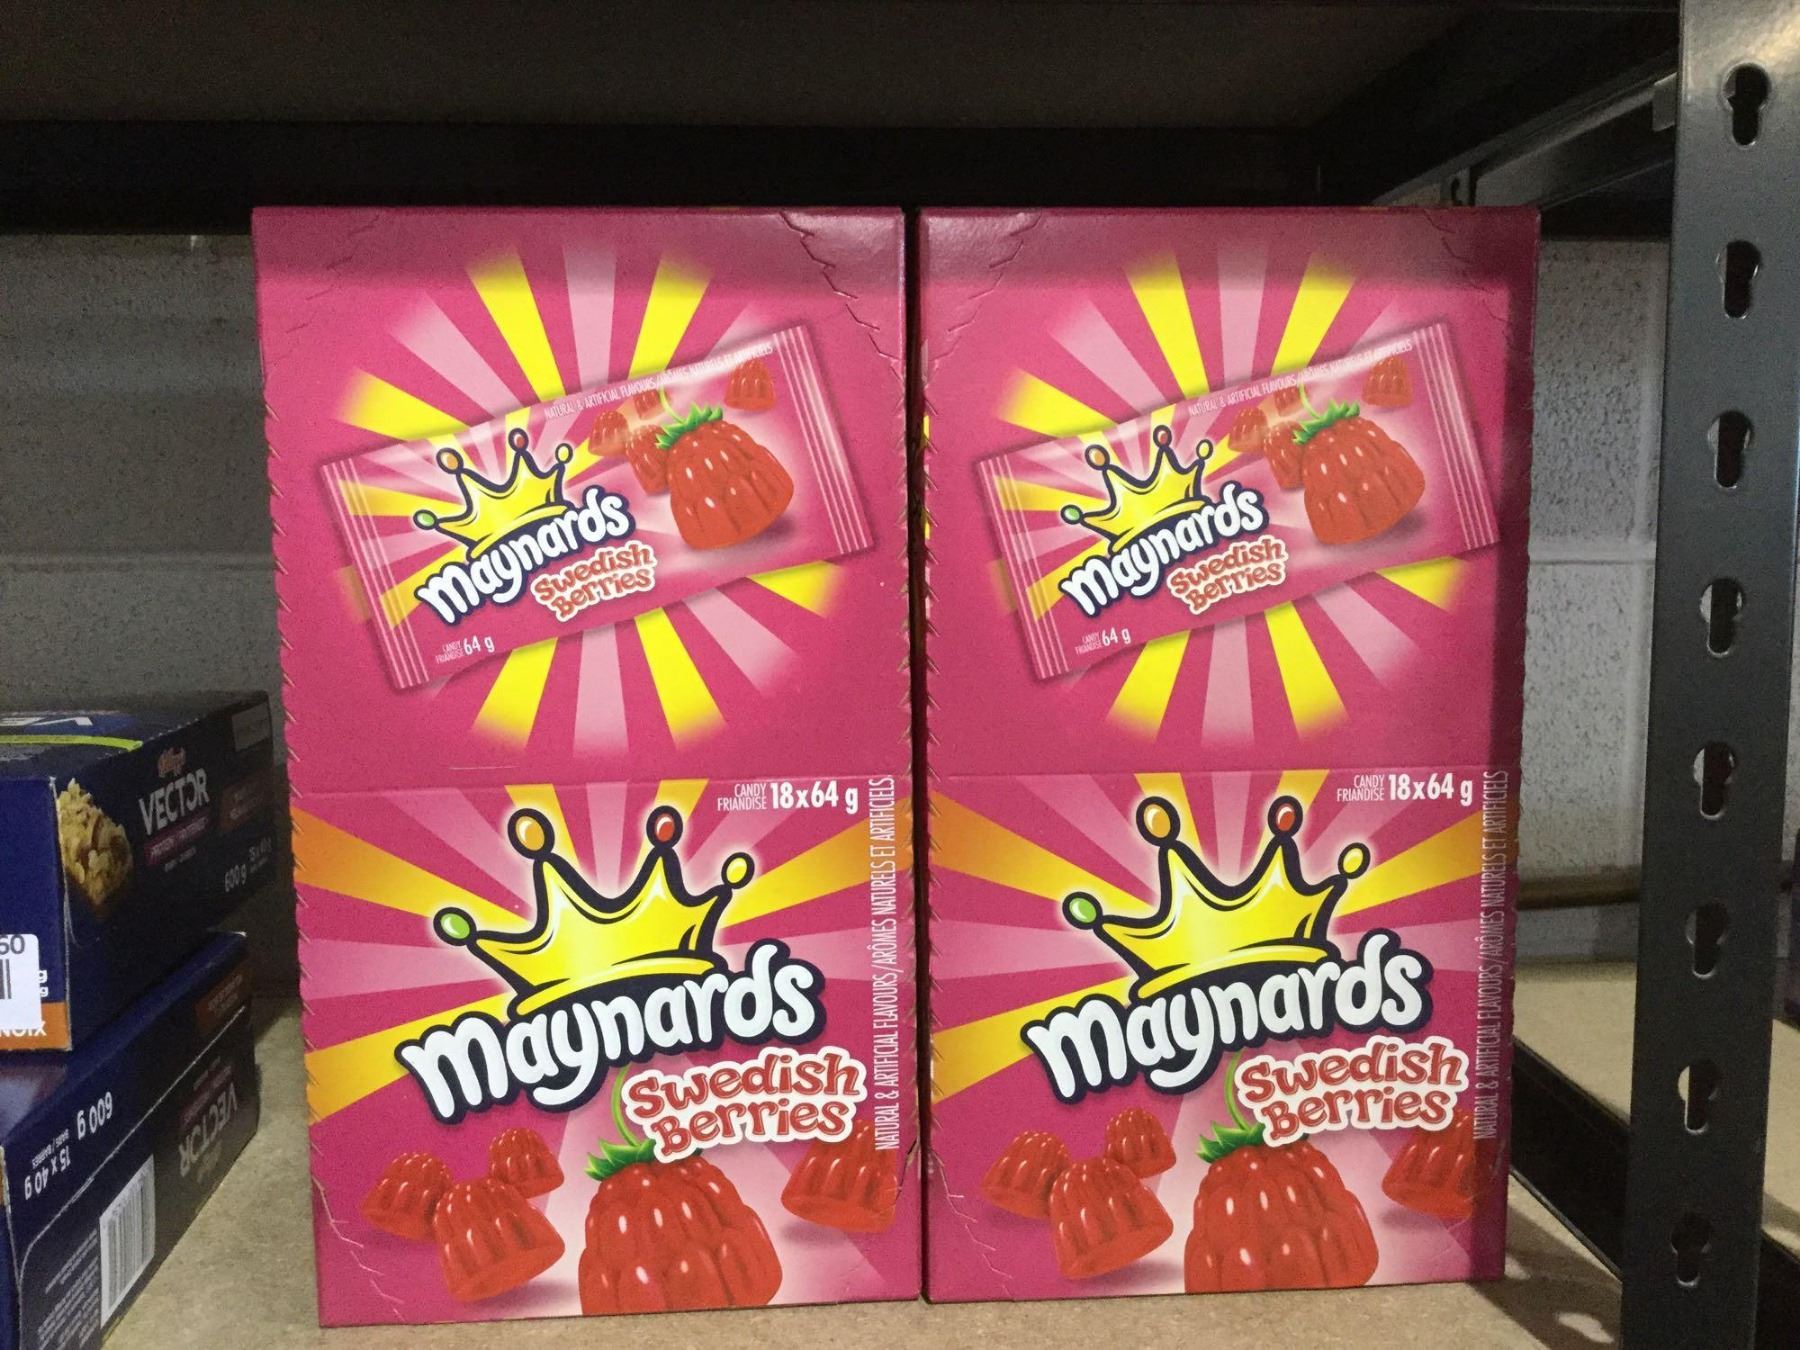 NATURAL & ARTIFICIAL FLAVOURS/ARÔMES NATURELS ET ARTIFICIELS
maynards
Swedish
Berries
CANDY
FRIANDISE 64 g
CANDY
FRIANDISE 18x64 g
maynards
Swedish
Berries
NATURAL & ARTIFICIAL FLAVOURS/ARÔMES NATURELS ET ARTIFICIELS
NATURAL & ARTIFICIAL FLAVOURS/ARÔMES NATURELS ET ARTIFICIELS
maynards
Swedish
Berries
CANDY
FRIANDISE 64 g
CANDY
FRIANDISE 18x64 g
maynards
Swedish
Berries
NATURAL & ARTIFICIAL FLAVOURS/ARÔMES NATURELS ET ARTIFICIELS
Kellogg's
VECTOR
600 g
VECTOR
600 g
15 x 40 g
BARS / BARRES